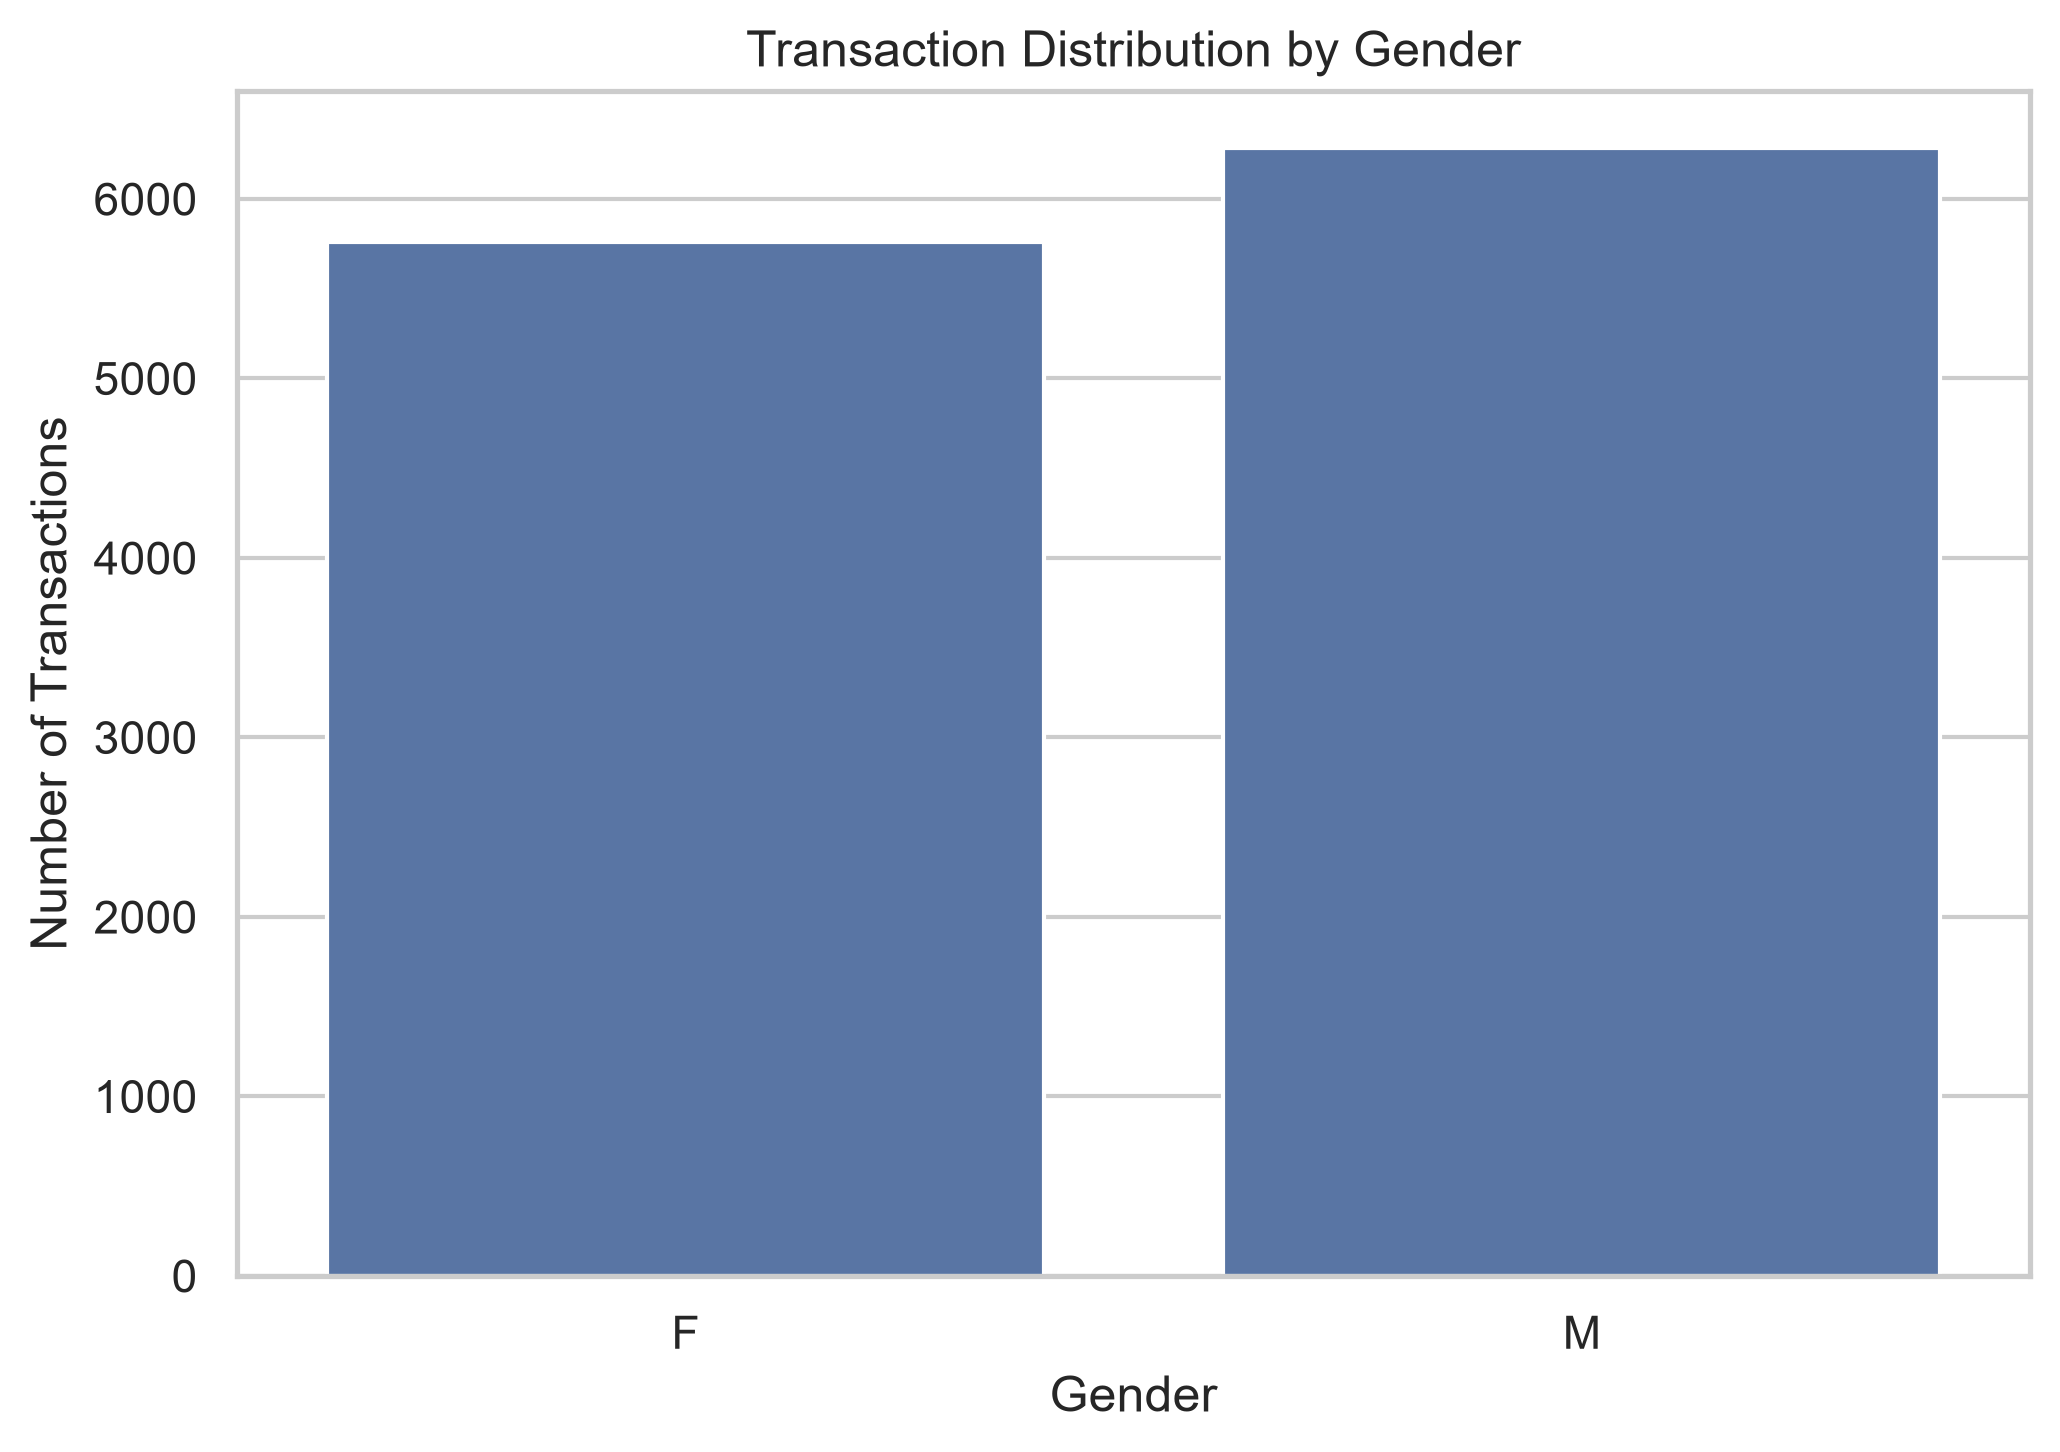 Transaction Distribution by Gender
Number of Transactions
6000
5000
4000
3000
2000
1000
0
F
M
Gender